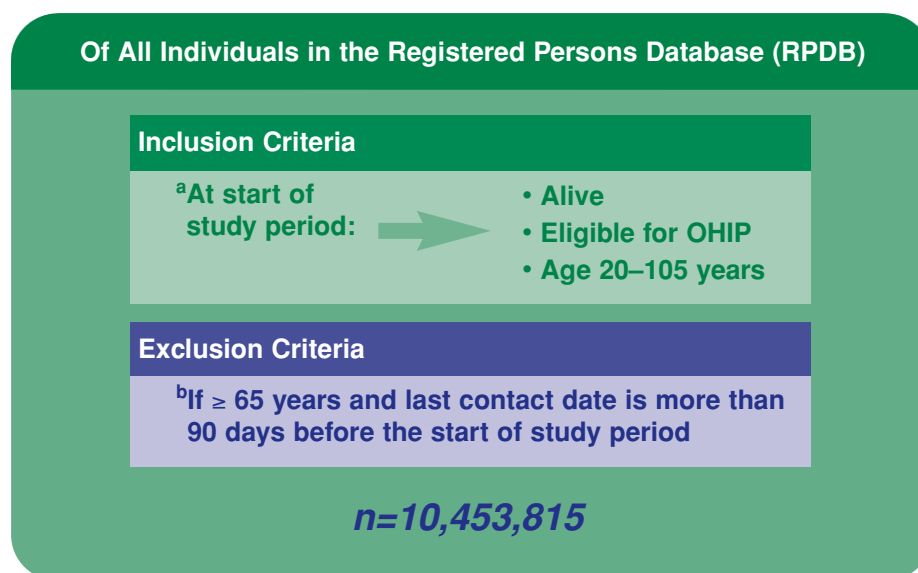 Of All Individuals in the Registered Persons Database (RPDB)
Inclusion Criteria
aAt start of
study period:
• Alive
• Eligible for OHIP
• Age 20–105 years
Exclusion Criteria
bIf ≥ 65 years and last contact date is more than
90 days before the start of study period
n=10,453,815